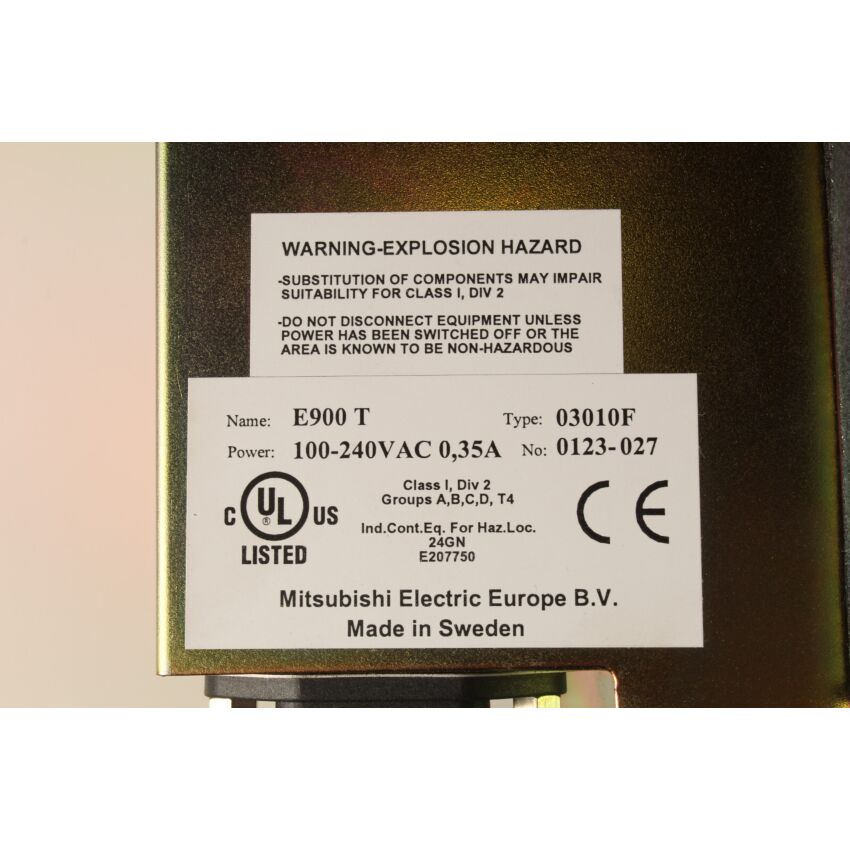 WARNING-EXPLOSION HAZARD
-SUBSTITUTION OF COMPONENTS MAY IMPAIR
SUITABILITY FOR CLASS I, DIV 2
-DO NOT DISCONNECT EQUIPMENT UNLESS
POWER HAS BEEN SWITCHED OFF OR THE
AREA IS KNOWN TO BE NON-HAZARDOUS
Name: E900 T Type: 03010F
Power: 100-240VAC 0,35A No: 0123-027
Class I, Div 2
Groups A,B,C,D, T4
C UL ® US
LISTED
Ind.Cont.Eq. For Haz.Loc.
24GN
E207750
CE
Mitsubishi Electric Europe B.V.
Made in Sweden